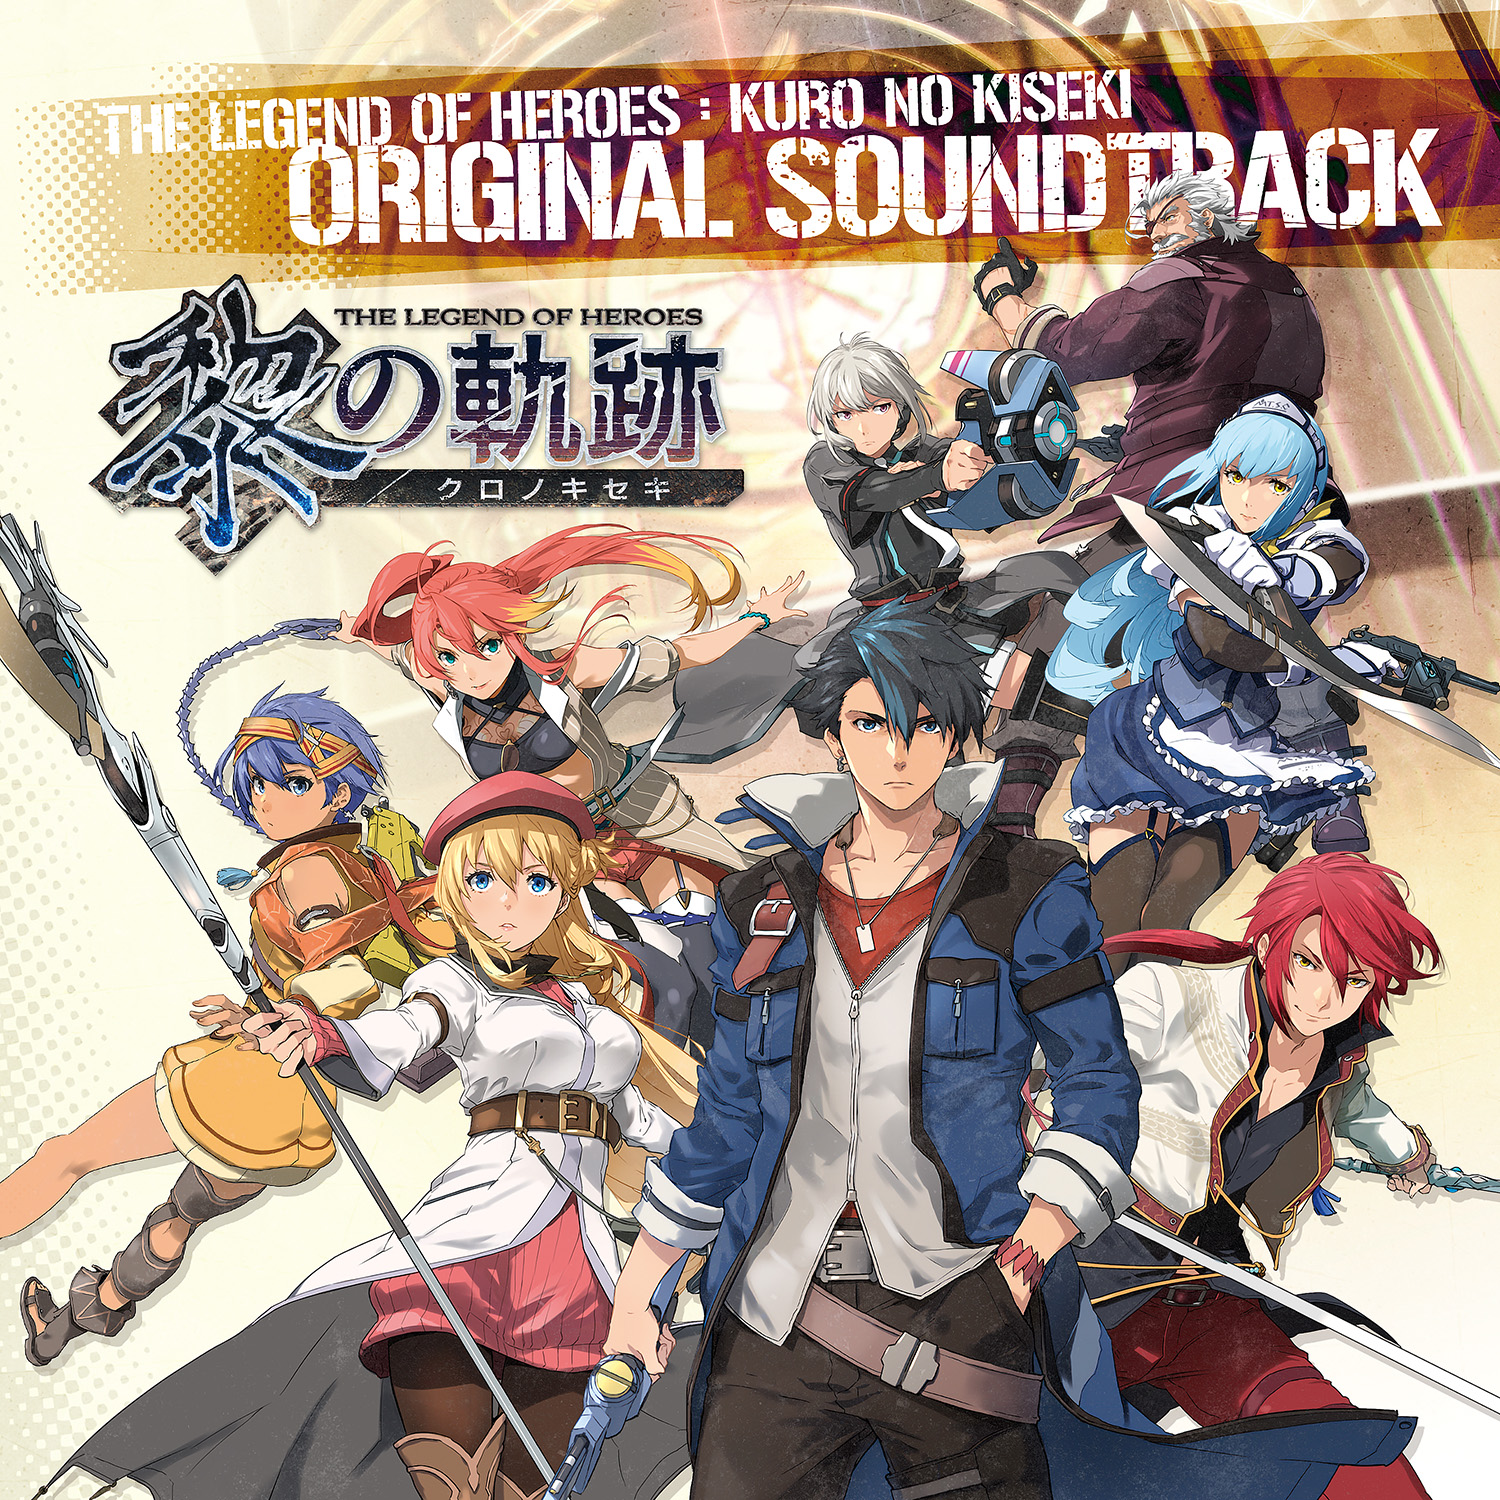 THE LEGEND OF HEROES : KURO NO KISEKI
ORIGINAL SOUNDTRACK
THE LEGEND OF HEROES
黎の軌跡
クロノキセキ